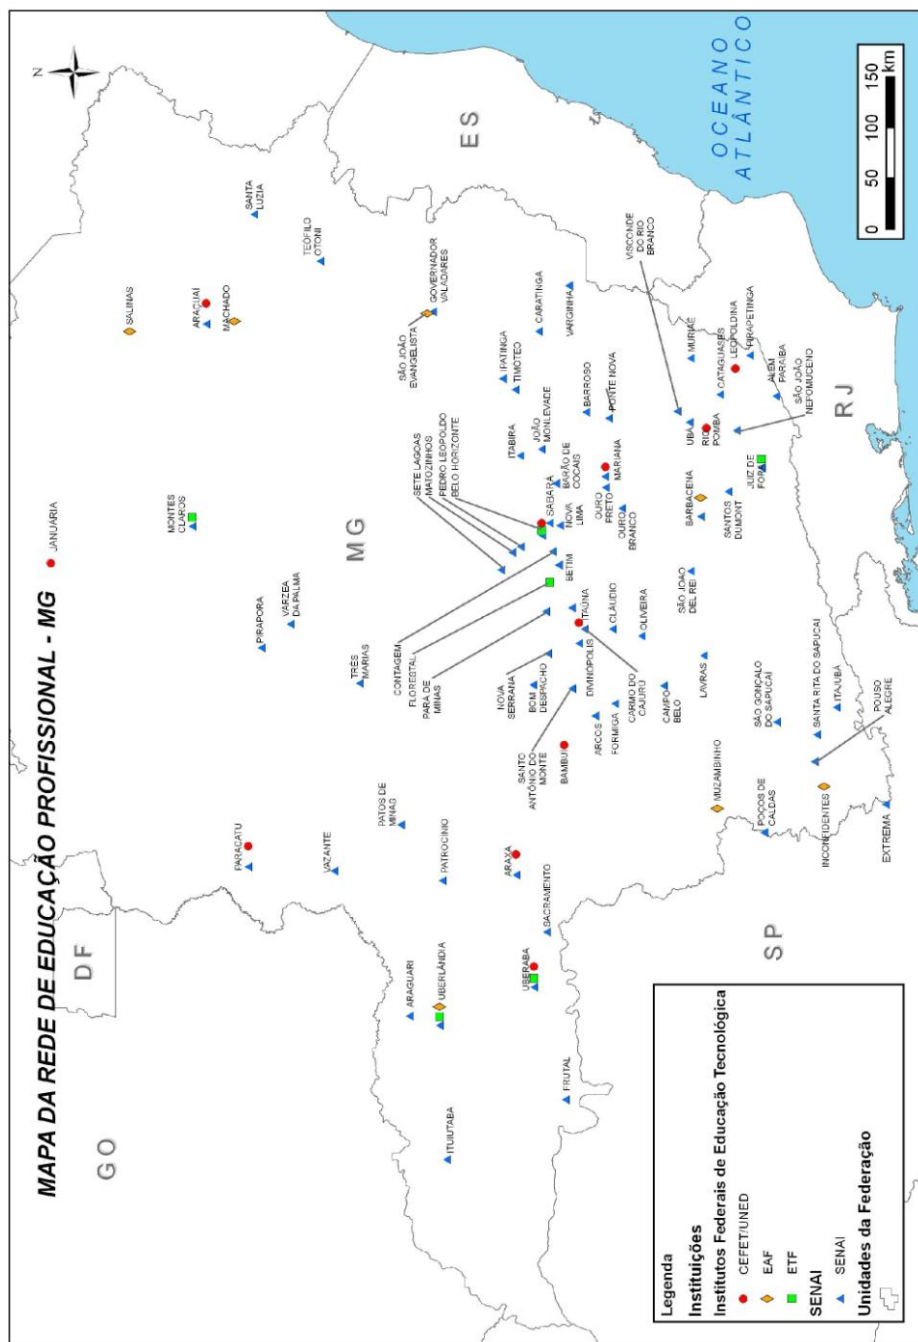 MAPA DA REDE DE EDUCAÇÃO PROFISSIONAL - MG
N
GO
DF
MG
ES
SP
RJ
OCEANO
ATLÂNTICO
JANUÁRIA
SALINAS
MONTES
CLAROS
ARAÇUAÍ
MACHADO
SANTA
LUZIA
PARACATU
PIRAPORA
VARZEA
DA PALMA
TEÓFILO
OTONI
VAZANTE
TRÊS
MARIAS
PATOS DE
MINAS
SÃO JOÃO
EVANGELISTA
GOVERNADOR
VALADARES
ARAGUARI
UBERLÂNDIA
ITUIUTABA
PATROCÍNIO
CONTAGEM
FLORESTAL
PARA DE
MINAS
SETE LAGOAS
MATOZINHOS
PEDRO LEOPOLDO
BELO HORIZONTE
ITABIRA
JOÃO
MONLEVADE
IPATINGA
TIMÓTEO
CARATINGA
VARGINHA
ARAXA
SACRAMENTO
UBERABA
FRUTAL
NOVA
SERRANA
BOM
DESPACHO
SANTO
ANTÔNIO DO
MONTE
BAMBUI
BETIM
SABARÁ
NOVA
LIMA
BARÃO DE
COCAIS
BARROSO
PONTE NOVA
DIVINÓPOLIS
ITAÚNA
ARCOS
FORMIGA
CLÁUDIO
CARMO DO
CAJURU
OLIVEIRA
CAMPO
BELO
OURO
PRETO
MARIANA
OURO
BRANCO
VISCONDE
DO RIO
BRANCO
MURIAÉ
UBÁ
RIO
POMBA
CATAGUASES
LEOPOLDINA
PIRAPETINGA
ALÉM
PARAÍBA
SÃO JOÃO
NEPOMUCENO
BARBACENA
SANTOS
DUMONT
JUIZ DE
FORA
SÃO JOÃO
DEL REI
LAVRAS
MUZAMBINHO
POÇOS DE
CALDAS
SÃO GONÇALO
DO SAPUCAI
SANTA RITA DO SAPUCAI
ITAJUBÁ
POUSO
ALEGRE
INCONFIDENTES
EXTREMA
Legenda
Instituições
Institutos Federais de Educação Tecnológica
CEFET/UNED
EAF
ETF
SENAI
SENAI
Unidades da Federação
0 50 100 150
km